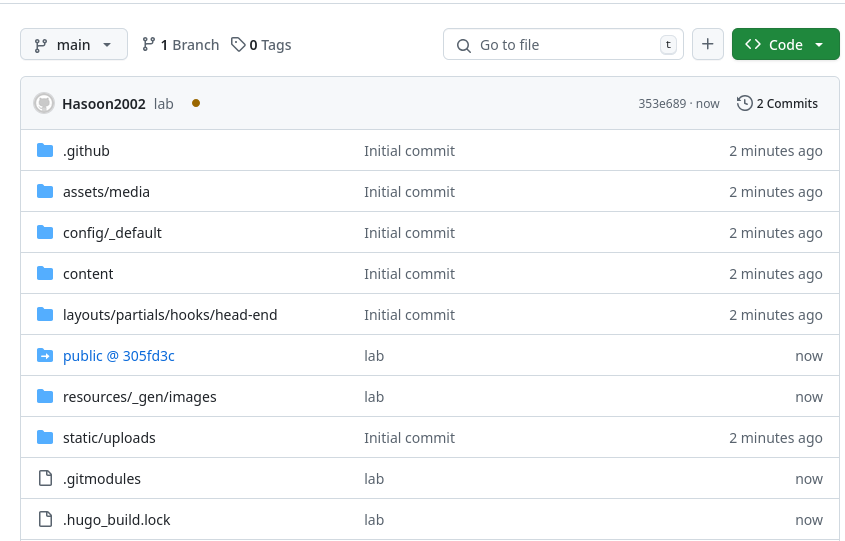 main 1 Branch 0 Tags Go to file t + Code
Hasoon2002 lab 353e689 · now 2 Commits
.github Initial commit 2 minutes ago
assets/media Initial commit 2 minutes ago
config/_default Initial commit 2 minutes ago
content Initial commit 2 minutes ago
layouts/partials/hooks/head-end Initial commit 2 minutes ago
public @ 305fd3c lab now
resources/_gen/images lab now
static/uploads Initial commit 2 minutes ago
.gitmodules lab now
.hugo_build.lock lab now